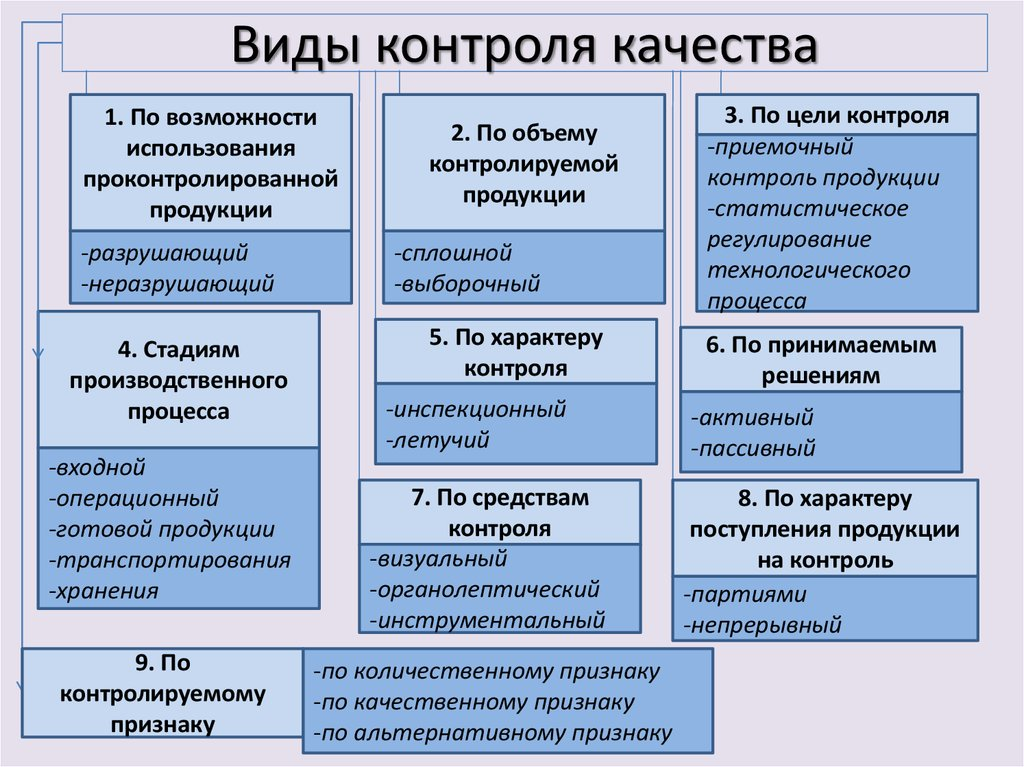 Виды контроля качества
1. По возможности
использования
проконтролированной
продукции
-разрушающий
-неразрушающий
2. По объему
контролируемой
продукции
-сплошной
-выборочный
3. По цели контроля
-приемочный
контроль продукции
-статистическое
регулирование
технологического
процесса
4. Стадиям
производственного
процесса
-входной
-операционный
-готовой продукции
-транспортирования
-хранения
5. По характеру
контроля
-инспекционный
-летучий
6. По принимаемым
решениям
-активный
-пассивный
7. По средствам
контроля
-визуальный
-органолептический
-инструментальный
8. По характеру
поступления продукции
на контроль
-партиями
-непрерывный
9. По
контролируемому
признаку
-по количественному признаку
-по качественному признаку
-по альтернативному признаку